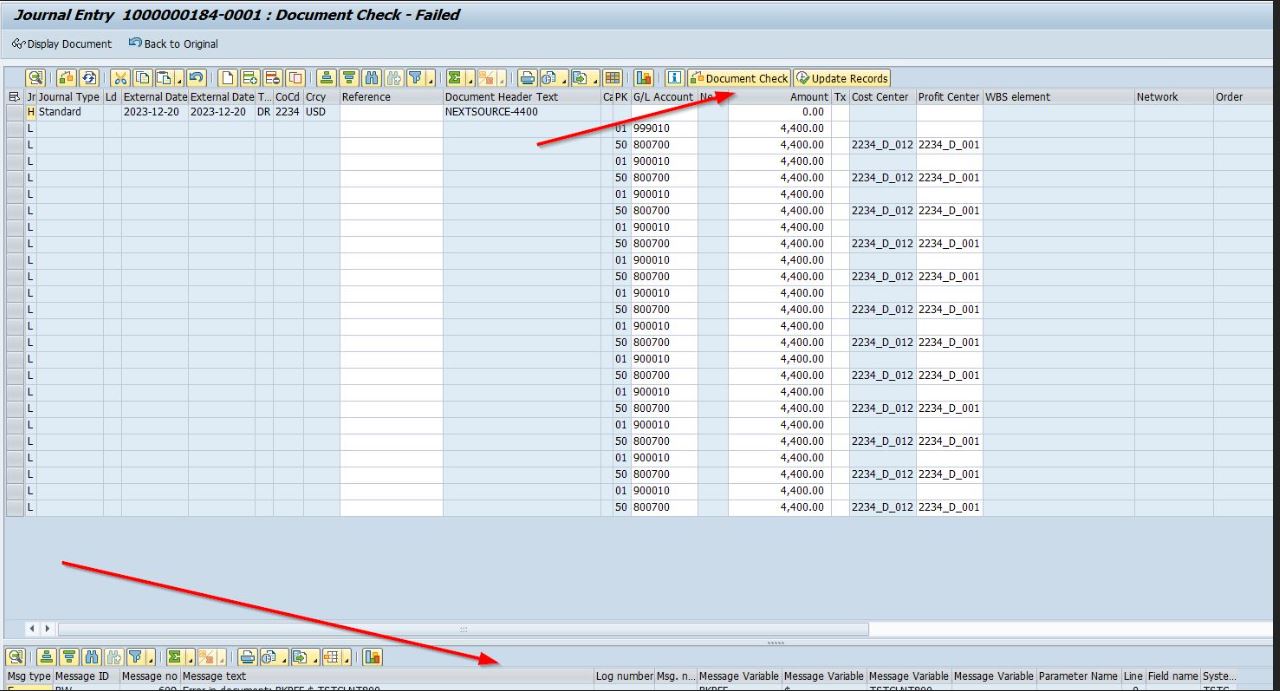 Journal Entry 1000000184-0001 : Document Check - Failed
Display Document Back to Original
Document Check Update Records
Jr Journal Type Ld External Date External Date T... CoCd Crcy Reference Document Header Text Ca PK G/L Account Ne Amount Tx Cost Center Profit Center WBS element Network Order
H Standard 2023-12-20 2023-12-20 DR 2234 USD NEXTSOURCE-4400 0.00
L 01 999010 4,400.00
L 50 800700 4,400.00 2234_D_012 2234_D_001
L 01 900010 4,400.00
L 50 800700 4,400.00 2234_D_012 2234_D_001
L 01 900010 4,400.00
L 50 800700 4,400.00 2234_D_012 2234_D_001
L 01 900010 4,400.00
L 50 800700 4,400.00 2234_D_012 2234_D_001
L 01 900010 4,400.00
L 50 800700 4,400.00 2234_D_012 2234_D_001
L 01 900010 4,400.00
L 50 800700 4,400.00 2234_D_012 2234_D_001
L 01 900010 4,400.00
L 50 800700 4,400.00 2234_D_012 2234_D_001
L 01 900010 4,400.00
L 50 800700 4,400.00 2234_D_012 2234_D_001
L 01 900010 4,400.00
L 50 800700 4,400.00 2234_D_012 2234_D_001
L 01 900010 4,400.00
L 50 800700 4,400.00 2234_D_012 2234_D_001
L 01 900010 4,400.00
L 50 800700 4,400.00 2234_D_012 2234_D_001
L 01 900010 4,400.00
L 50 800700 4,400.00 2234_D_012 2234_D_001
Msg type Message ID Message no Message text Log number Msg. n... Message Variable Message Variable Message Variable Message Variable Parameter Name Line Field name Syste...
E RW 609 Error in document: BKPFF $ TSTCLNT800 BKPFF $ TSTCLNT800 0 TSTC